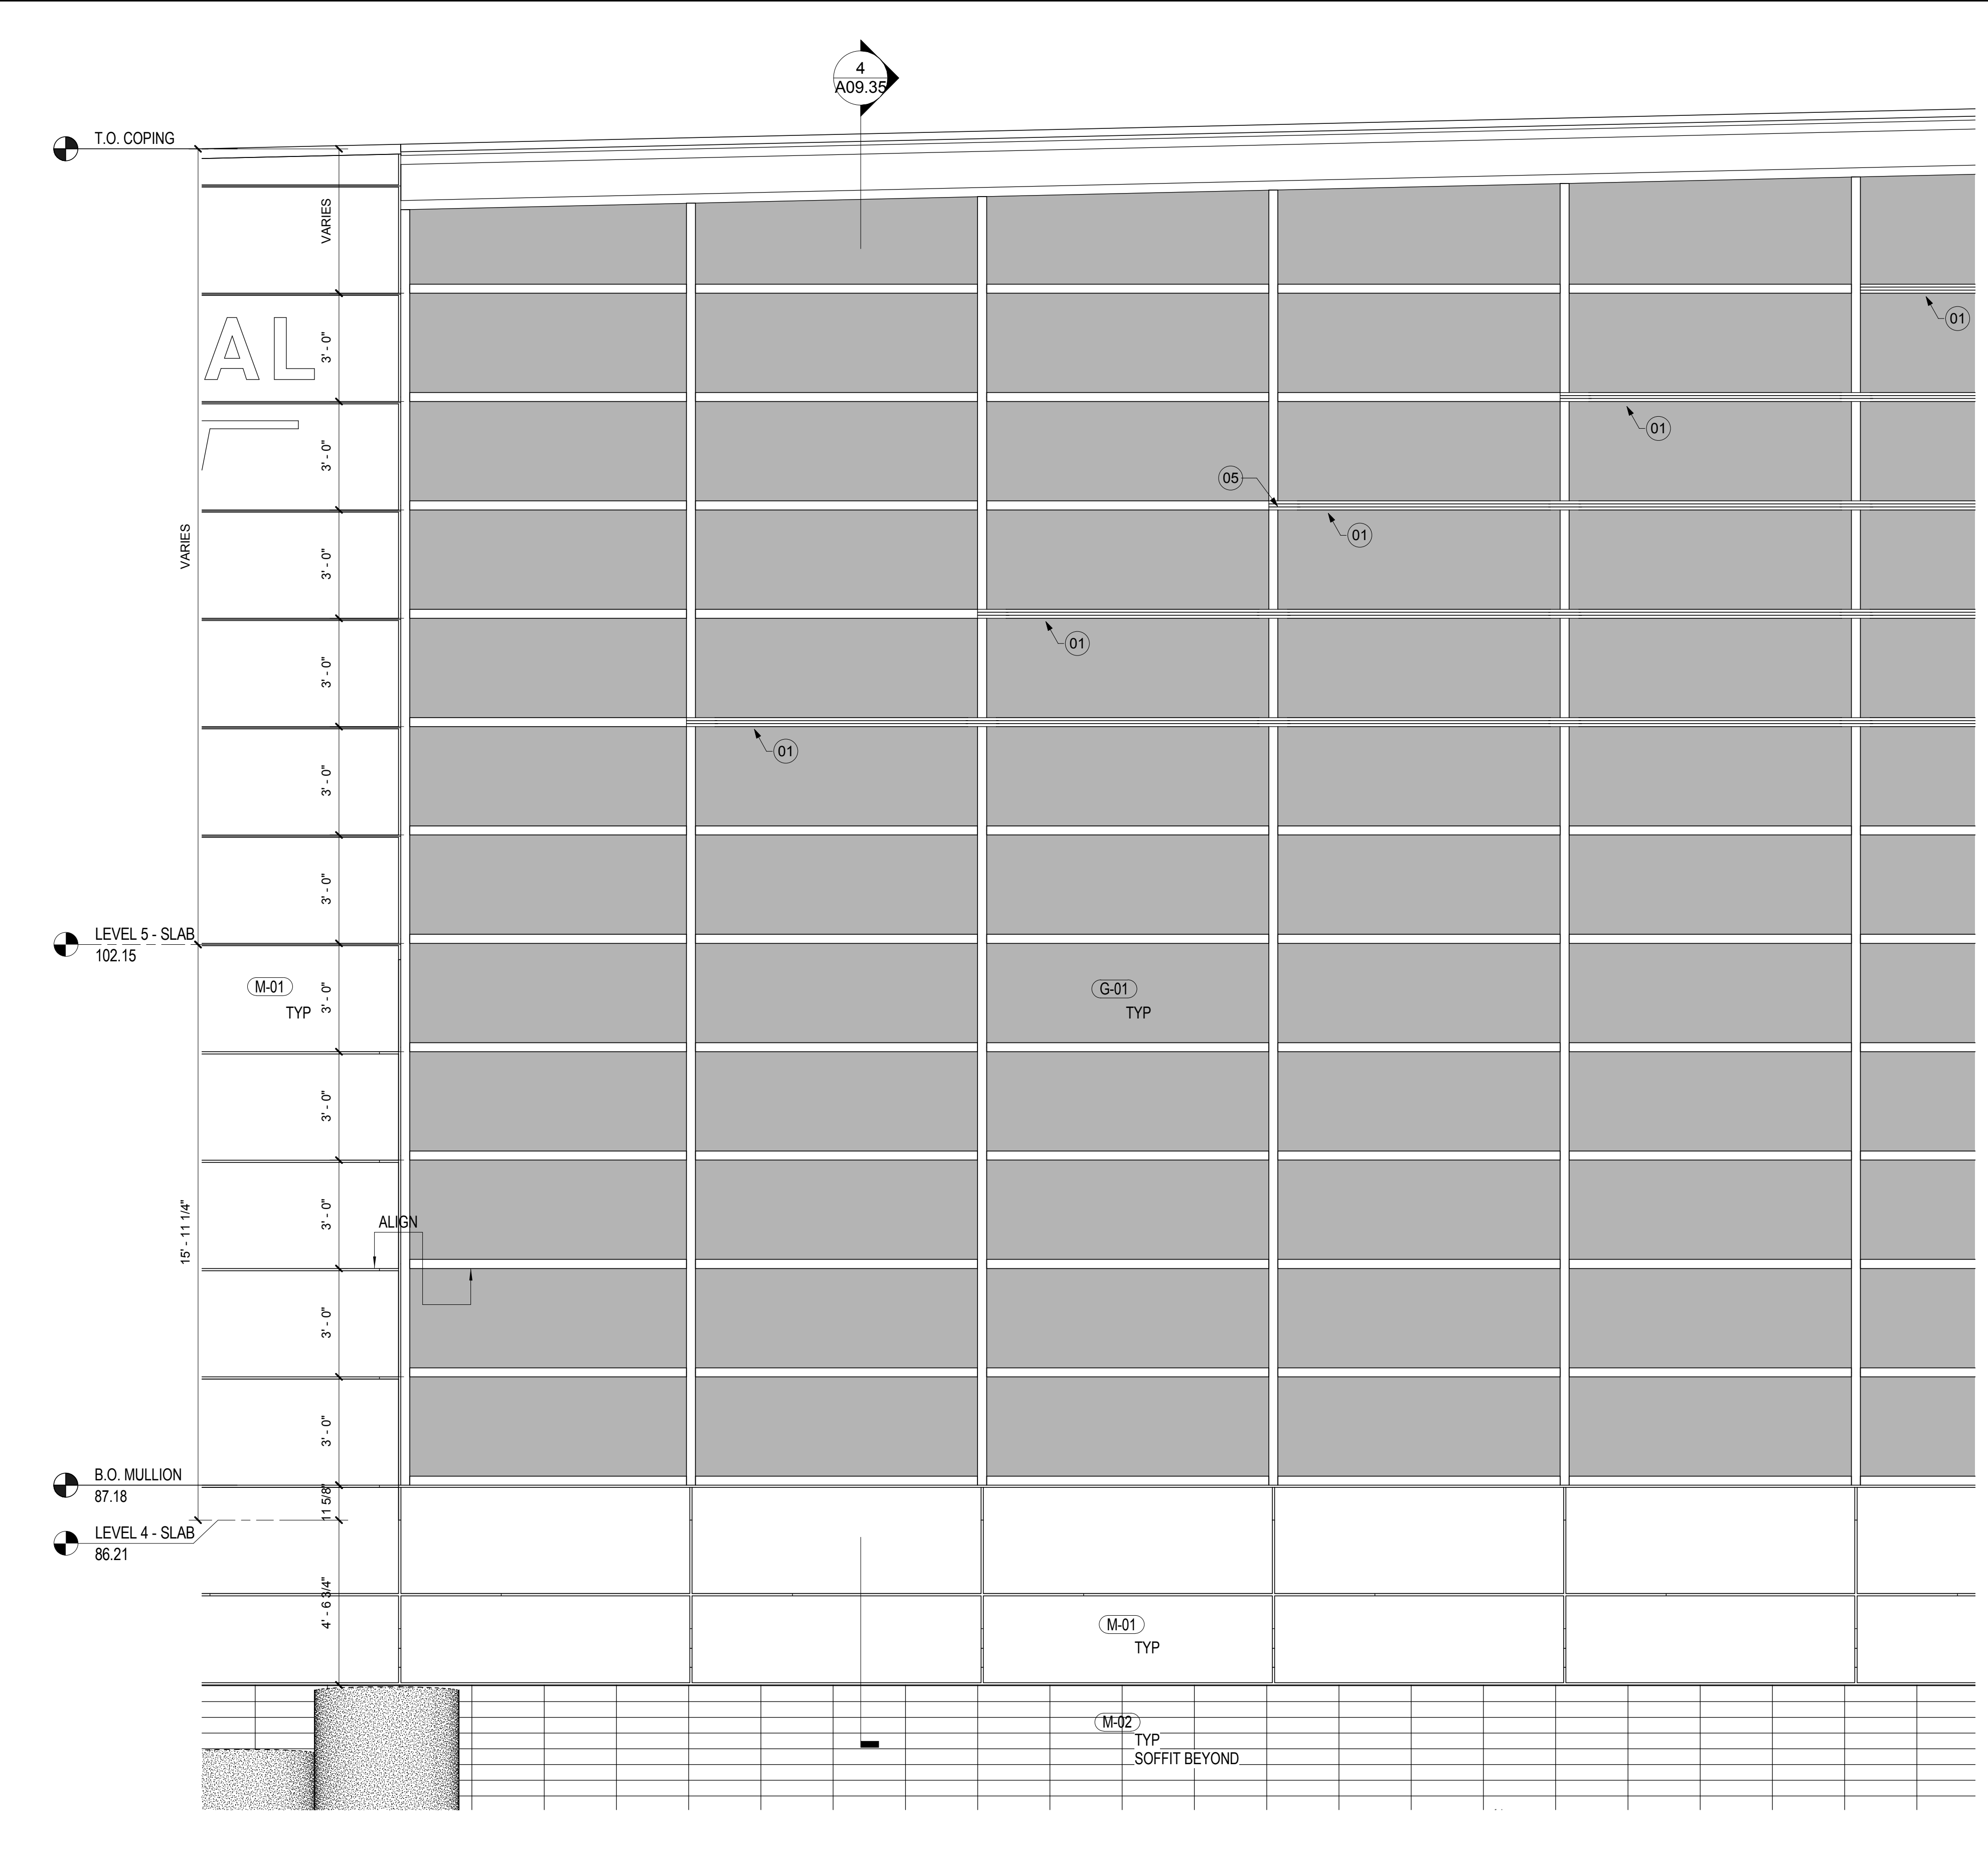 4
A09.35
T.O. COPING
VARIES
AL
3' - 0"
01
3' - 0"
01
05
VARIES
01
3' - 0"
3' - 0"
01
01
3' - 0"
3' - 0"
LEVEL 5 - SLAB
102.15
M-01
TYP
3' - 0"
G-01
TYP
3' - 0"
15' - 11 1/4"
ALIGN
3' - 0"
3' - 0"
3' - 0"
B.O. MULLION
87.18
11 5/8"
LEVEL 4 - SLAB
86.21
4' - 6 3/4"
M-01
TYP
M-02
TYP
SOFFIT BEYOND